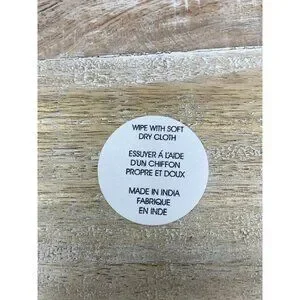 WIPE WITH SOFT
DRY CLOTH
ESSUYER Á L'AIDE
D'UN CHIFFON
PROPRE ET DOUX
MADE IN INDIA
FABRIQUE
EN INDE